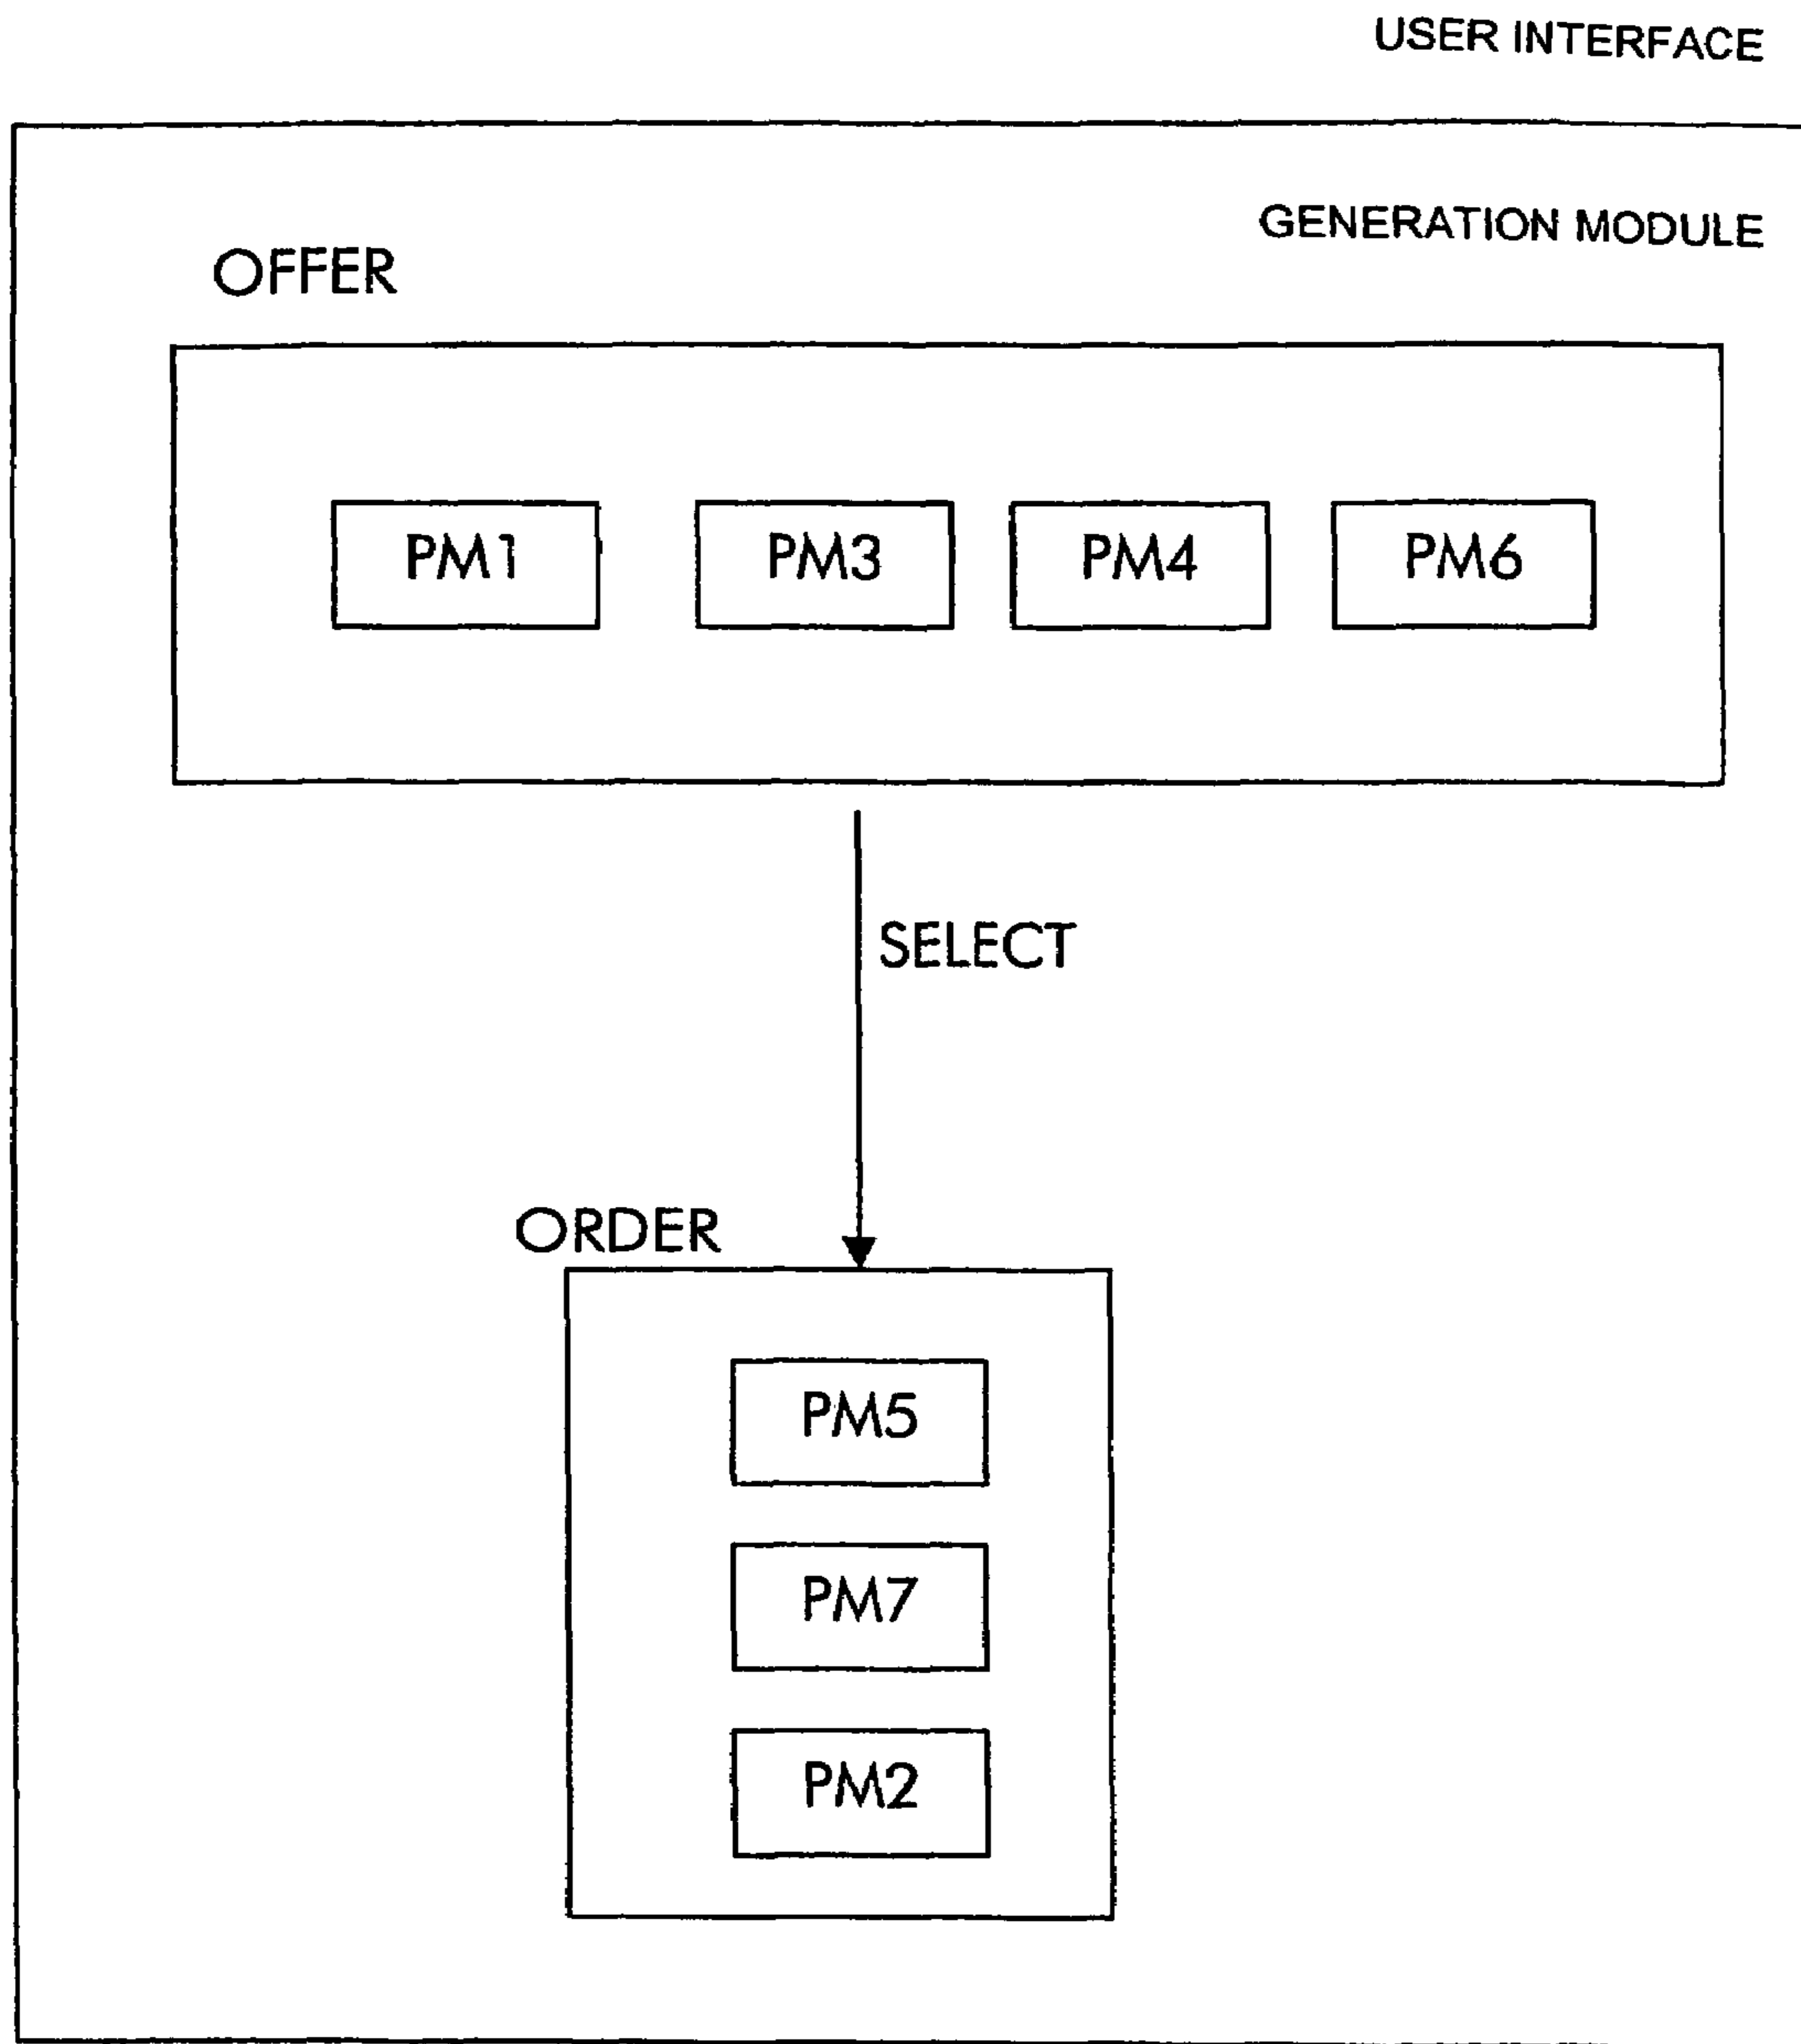 USER INTERFACE
GENERATION MODULE
OFFER
PM1 PM3 PM4 PM6
SELECT
ORDER
PM5
PM7
PM2